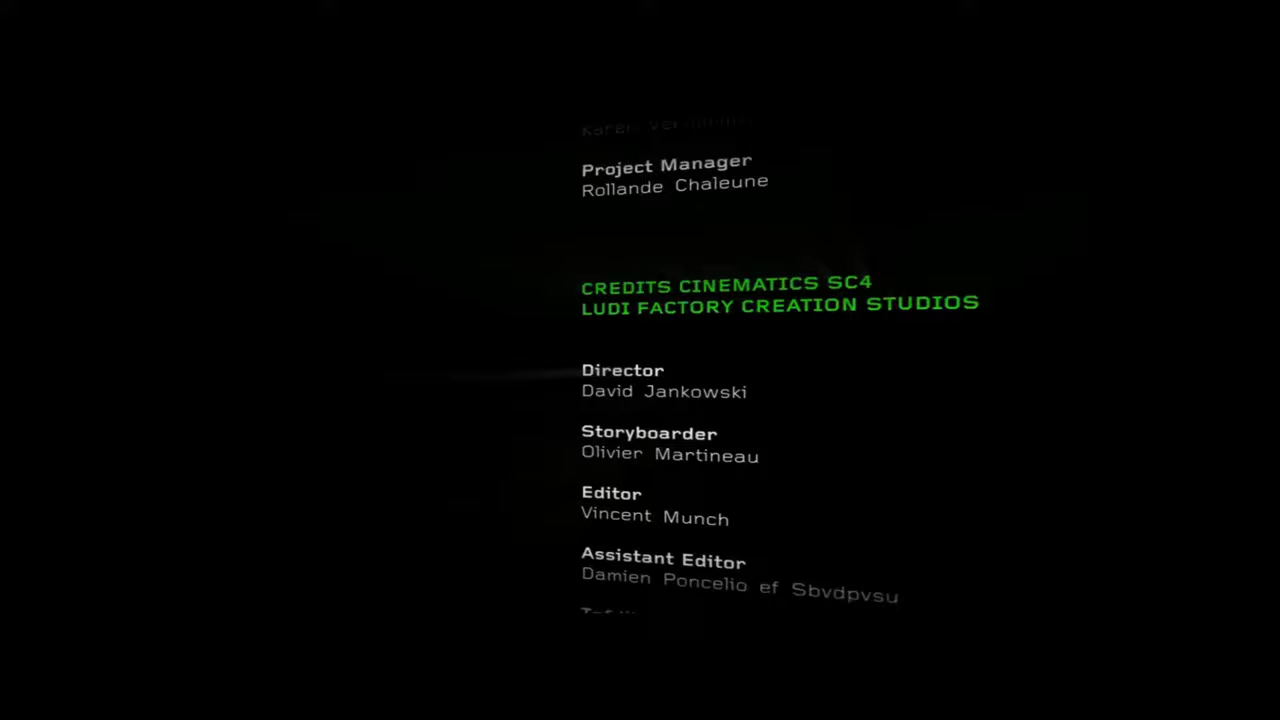 Project Manager
Rollande Chaleune
CREDITS CINEMATICS SC4
LUDI FACTORY CREATION STUDIOS
Director
David Jankowski
Storyboarder
Olivier Martineau
Editor
Vincent Munch
Assistant Editor
Damien Poncelio ef Sbvdpvsu